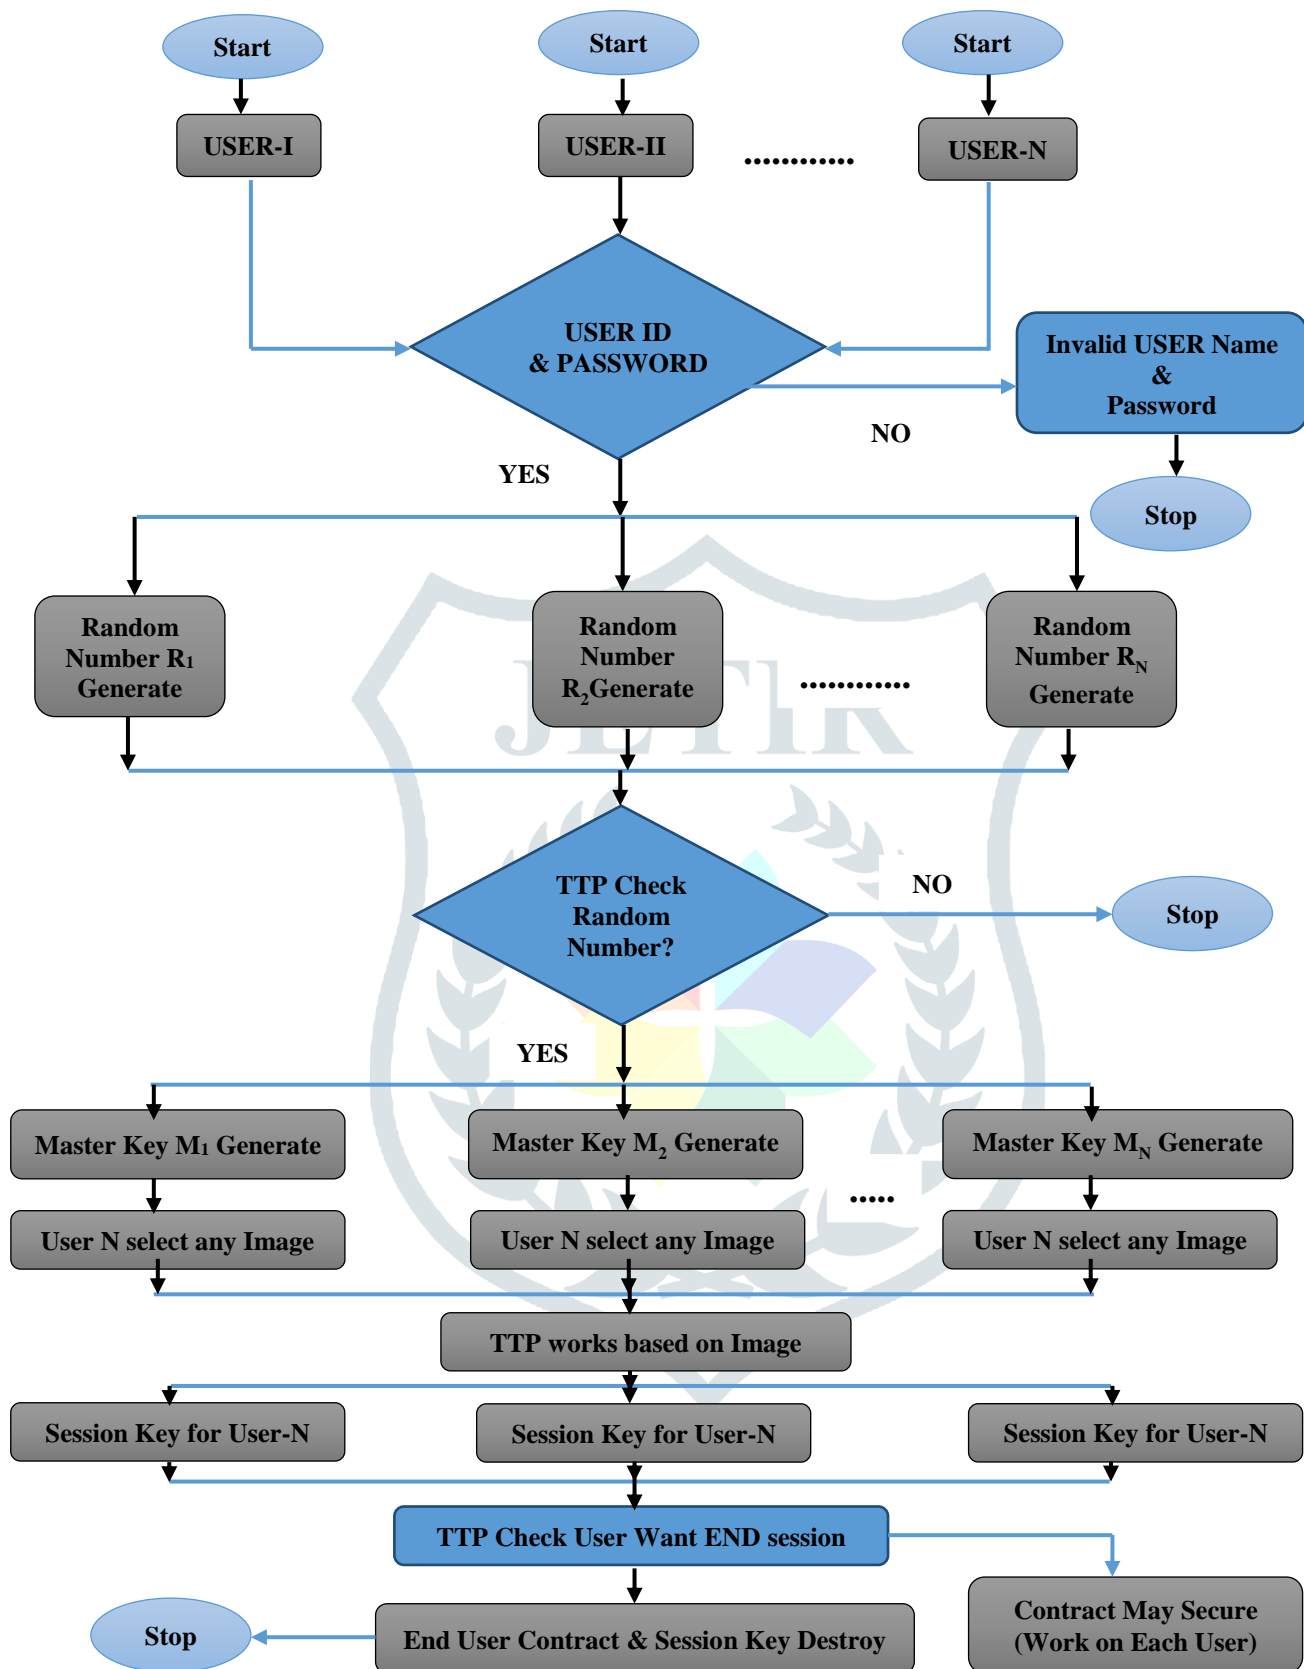 Start
Start
Start
USER-I
USER-II
............
USER-N
USER ID
& PASSWORD
Invalid USER Name
&
Password
NO
YES
Stop
Random
Number R₁
Generate
Random
Number
R₂Generate
............
Random
Number R_N
Generate
JETIR
TTP Check
Random
Number?
NO
Stop
YES
Master Key M₁ Generate
Master Key M₂ Generate
Master Key M_N Generate
.....
User N select any Image
User N select any Image
User N select any Image
TTP works based on Image
Session Key for User-N
Session Key for User-N
Session Key for User-N
TTP Check User Want END session
Stop
End User Contract & Session Key Destroy
Contract May Secure
(Work on Each User)